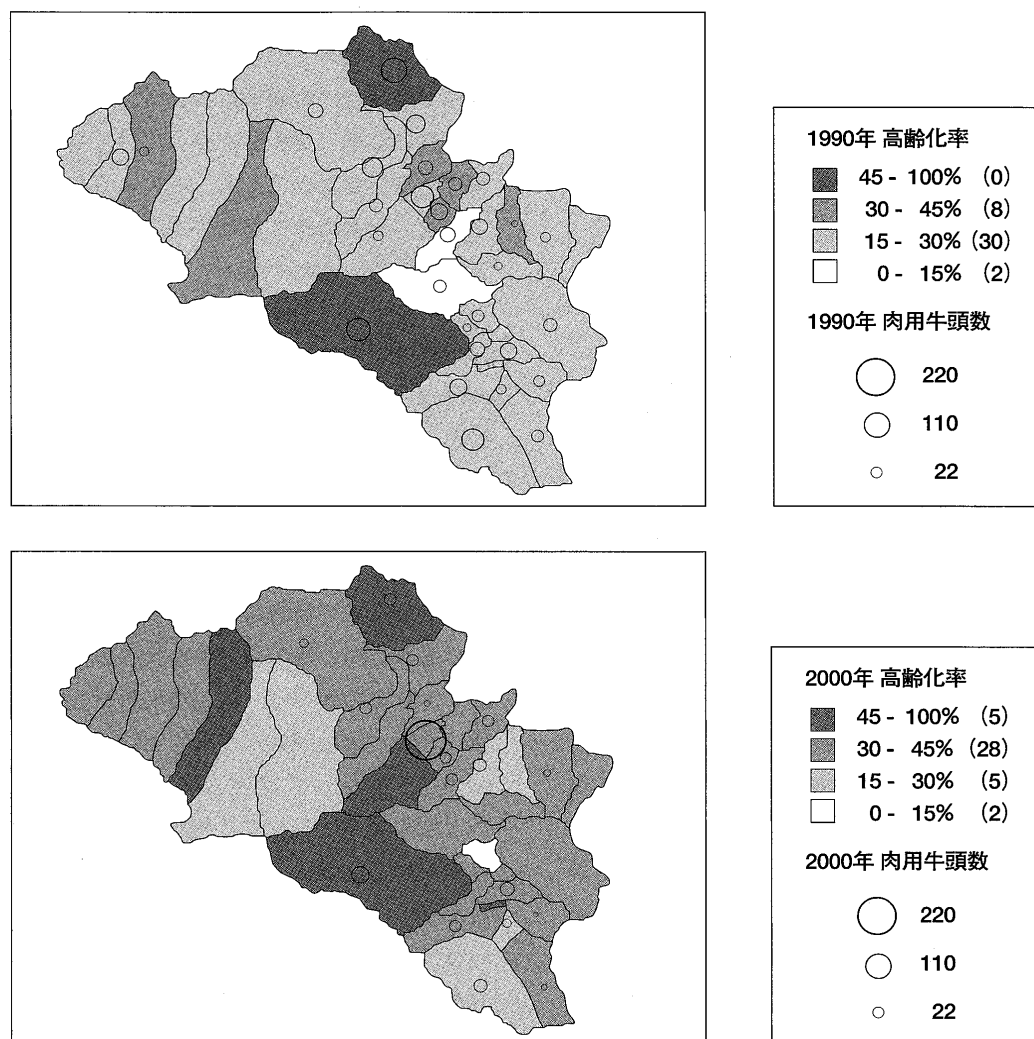 1990年 高齢化率
45 - 100% (0)
30 - 45% (8)
15 - 30% (30)
0 - 15% (2)
1990年 肉用牛頭数
220
110
22
2000年 高齢化率
45 - 100% (5)
30 - 45% (28)
15 - 30% (5)
0 - 15% (2)
2000年 肉用牛頭数
220
110
22